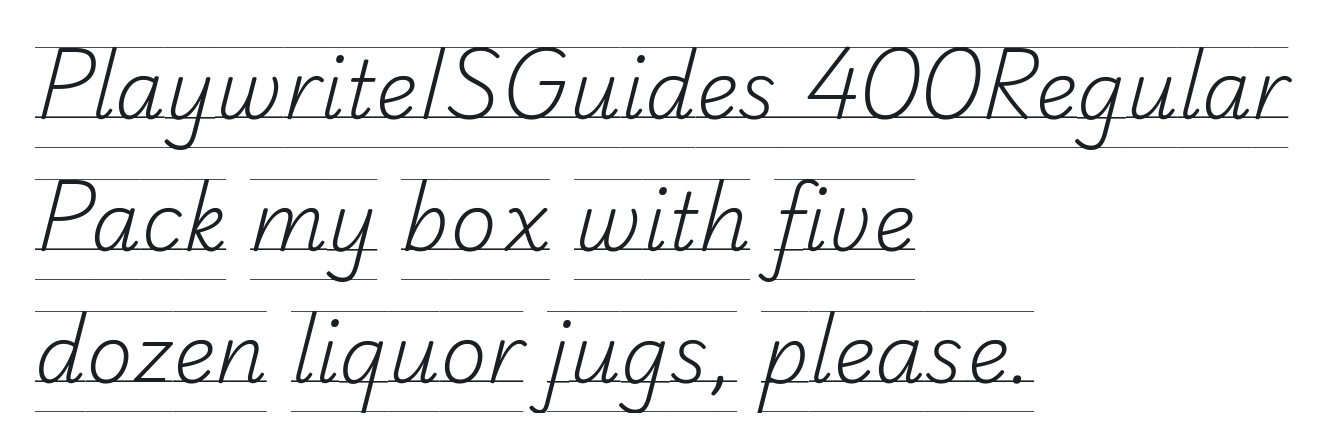 PlaywriteISGuides 400Regular
Pack my box with five
dozen liquor jugs, please.